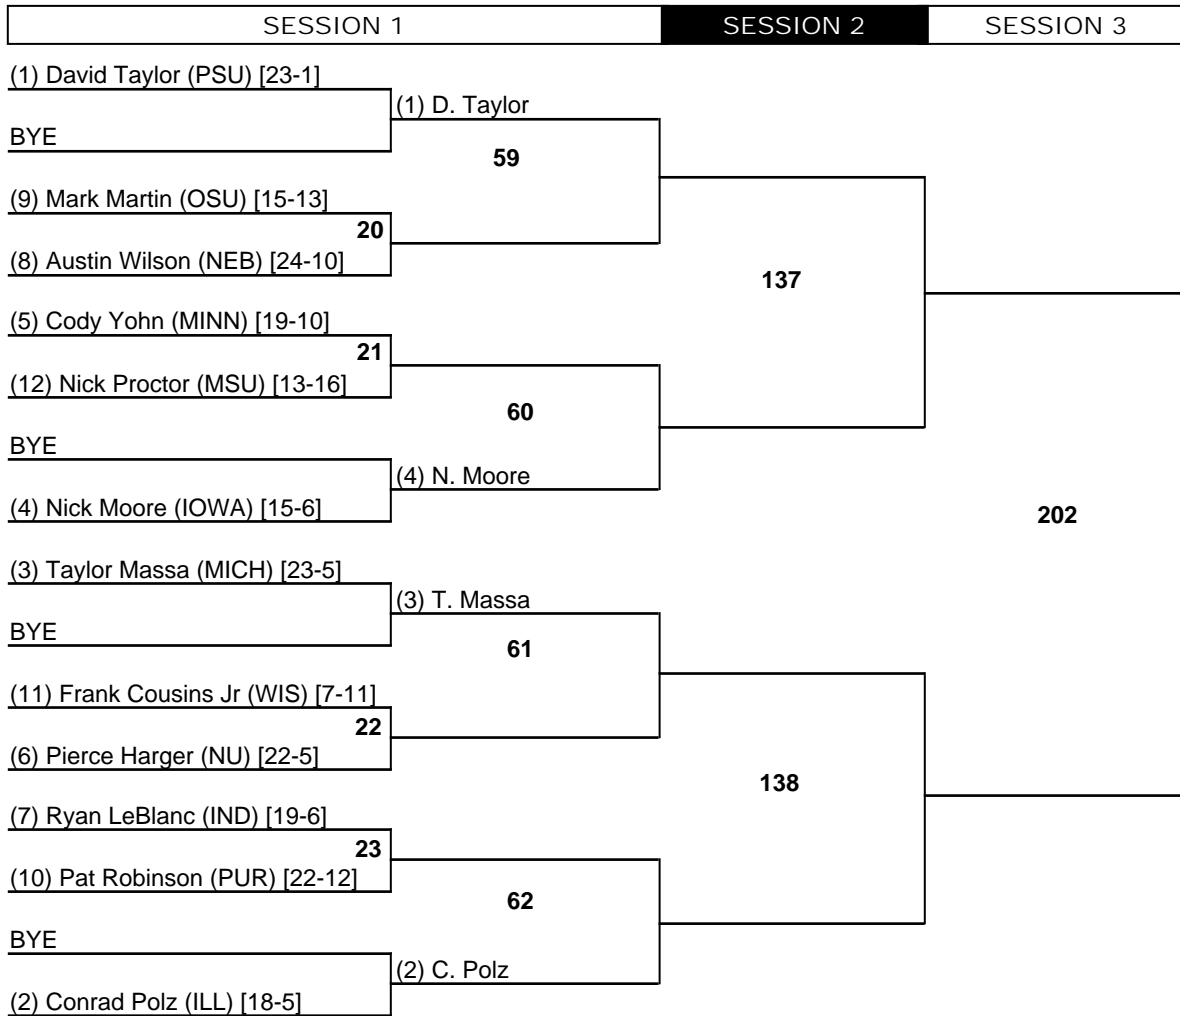 SESSION 1 SESSION 2 SESSION 3
(1) David Taylor (PSU) [23-1]
(1) D. Taylor
BYE
59
(9) Mark Martin (OSU) [15-13]
20
(8) Austin Wilson (NEB) [24-10]
137
(5) Cody Yohn (MINN) [19-10]
21
(12) Nick Proctor (MSU) [13-16]
60
BYE
(4) N. Moore
(4) Nick Moore (IOWA) [15-6]
202
(3) Taylor Massa (MICH) [23-5]
(3) T. Massa
BYE
61
(11) Frank Cousins Jr (WIS) [7-11]
22
(6) Pierce Harger (NU) [22-5]
138
(7) Ryan LeBlanc (IND) [19-6]
23
(10) Pat Robinson (PUR) [22-12]
62
BYE
(2) C. Polz
(2) Conrad Polz (ILL) [18-5]